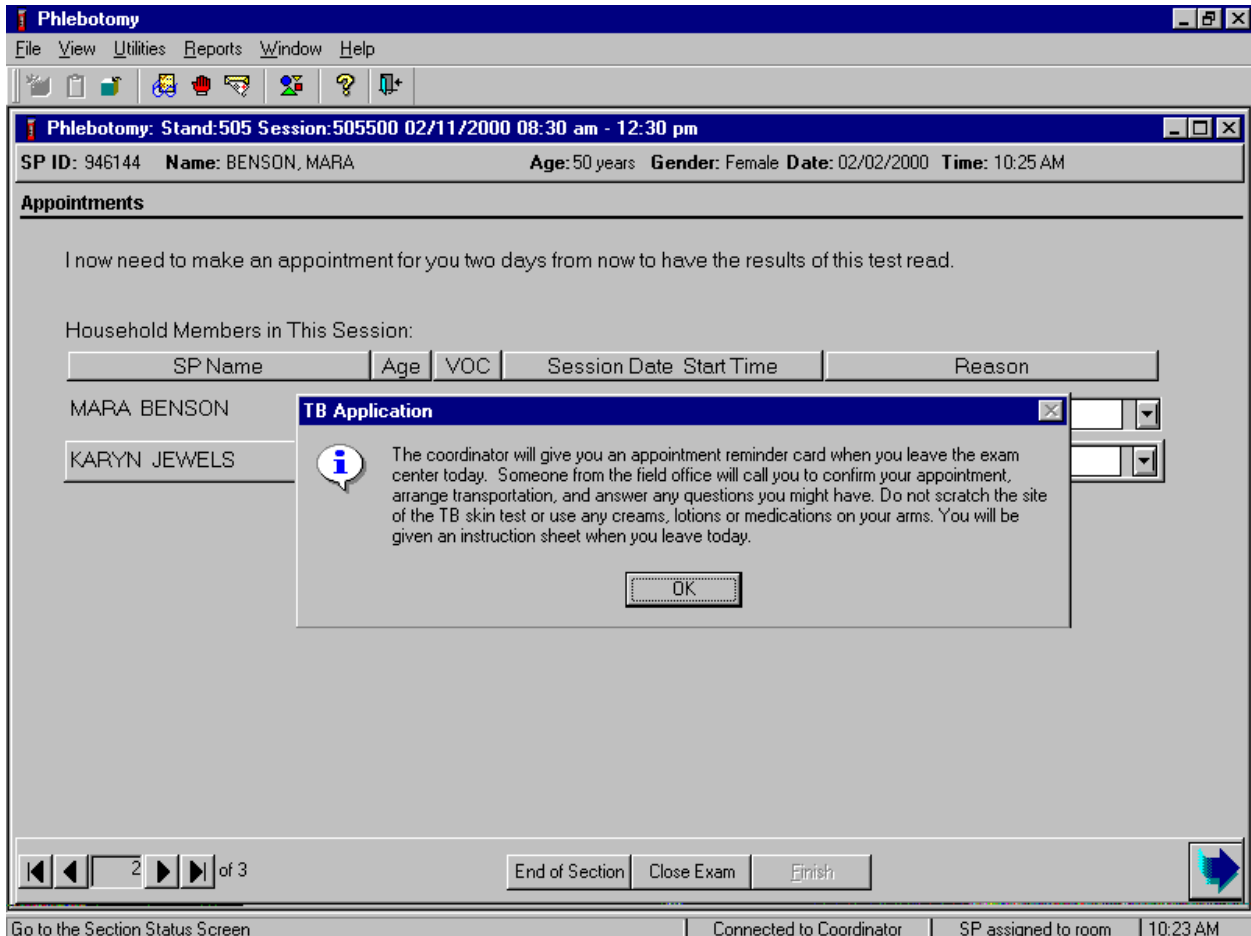 Phlebotomy
File View Utilities Reports Window Help
Phlebotomy: Stand:505 Session:505500 02/11/2000 08:30 am - 12:30 pm
SP ID: 946144 Name: BENSON, MARA Age: 50 years Gender: Female Date: 02/02/2000 Time: 10:25 AM
Appointments
I now need to make an appointment for you two days from now to have the results of this test read.
Household Members in This Session:
SP Name Age VOC Session Date Start Time Reason
MARA BENSON
KARYN JEWELS
TB Application
The coordinator will give you an appointment reminder card when you leave the exam
center today. Someone from the field office will call you to confirm your appointment,
arrange transportation, and answer any questions you might have. Do not scratch the site
of the TB skin test or use any creams, lotions or medications on your arms. You will be
given an instruction sheet when you leave today.
OK
2 of 3 End of Section Close Exam Finish
Go to the Section Status Screen Connected to Coordinator SP assigned to room 10:23 AM